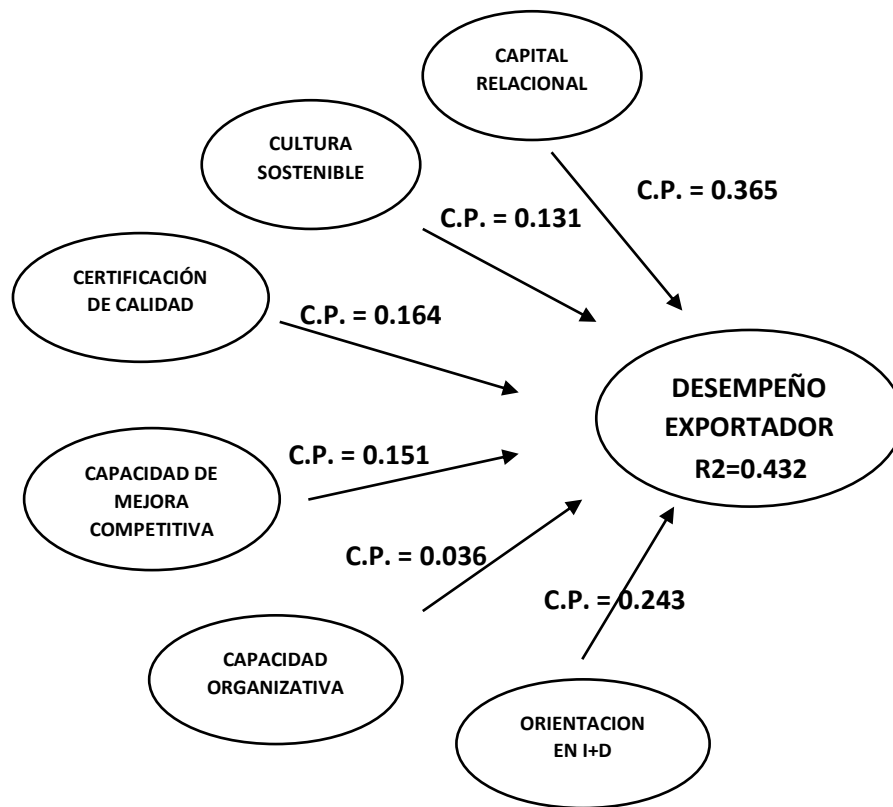 CAPITAL
RELACIONAL
CULTURA
SOSTENIBLE
C.P. = 0.365
C.P. = 0.131
CERTIFICACIÓN
DE CALIDAD
C.P. = 0.164
DESEMPEÑO
EXPORTADOR
R2=0.432
C.P. = 0.151
CAPACIDAD DE
MEJORA
COMPETITIVA
C.P. = 0.036
C.P. = 0.243
CAPACIDAD
ORGANIZATIVA
ORIENTACION
EN I+D